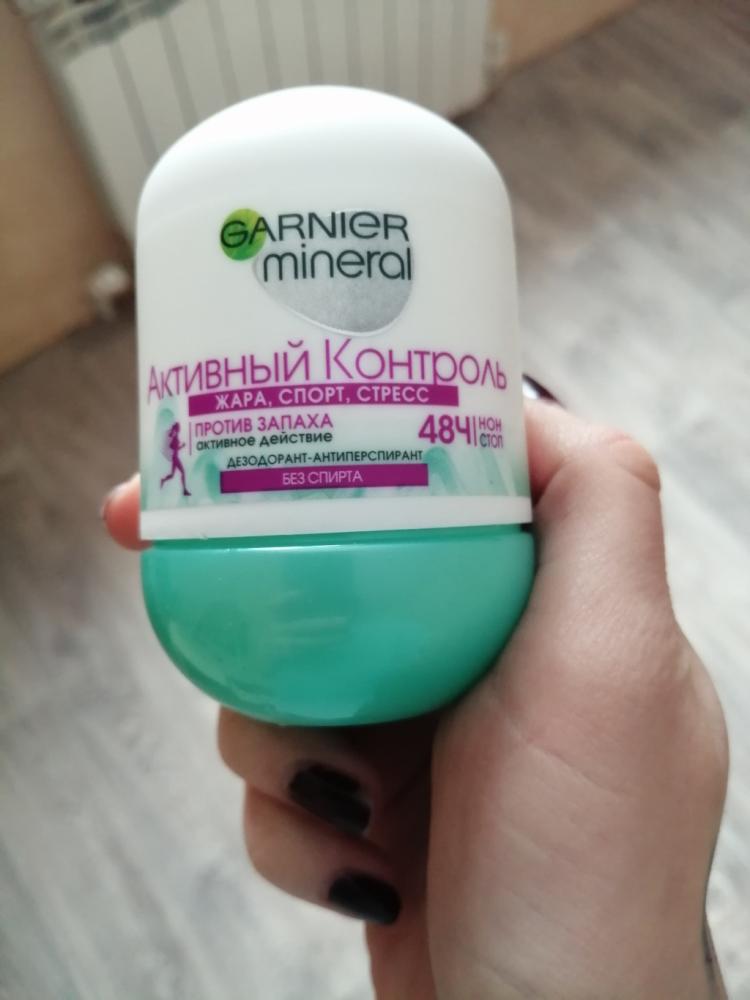 GARNIER
mineral
Активный Контроль
ЖАРА, СПОРТ, СТРЕСС
ПРОТИВ ЗАПАХА
активное действие
48Ч НОН
СТОП
ДЕЗОДОРАНТ-АНТИПЕРСПИРАНТ
БЕЗ СПИРТА